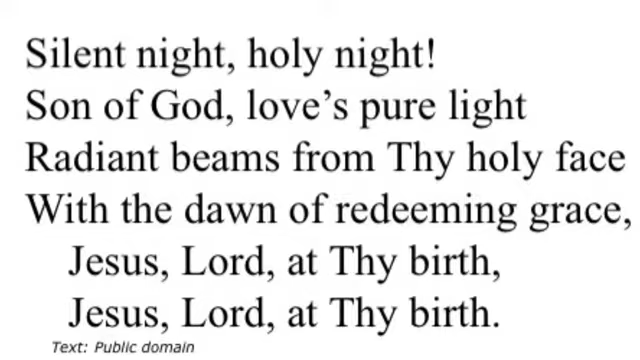 Silent night, holy night!
Son of God, love’s pure light
Radiant beams from Thy holy face
With the dawn of redeeming grace,
Jesus, Lord, at Thy birth,
Jesus, Lord, at Thy birth.
Text: Public domain